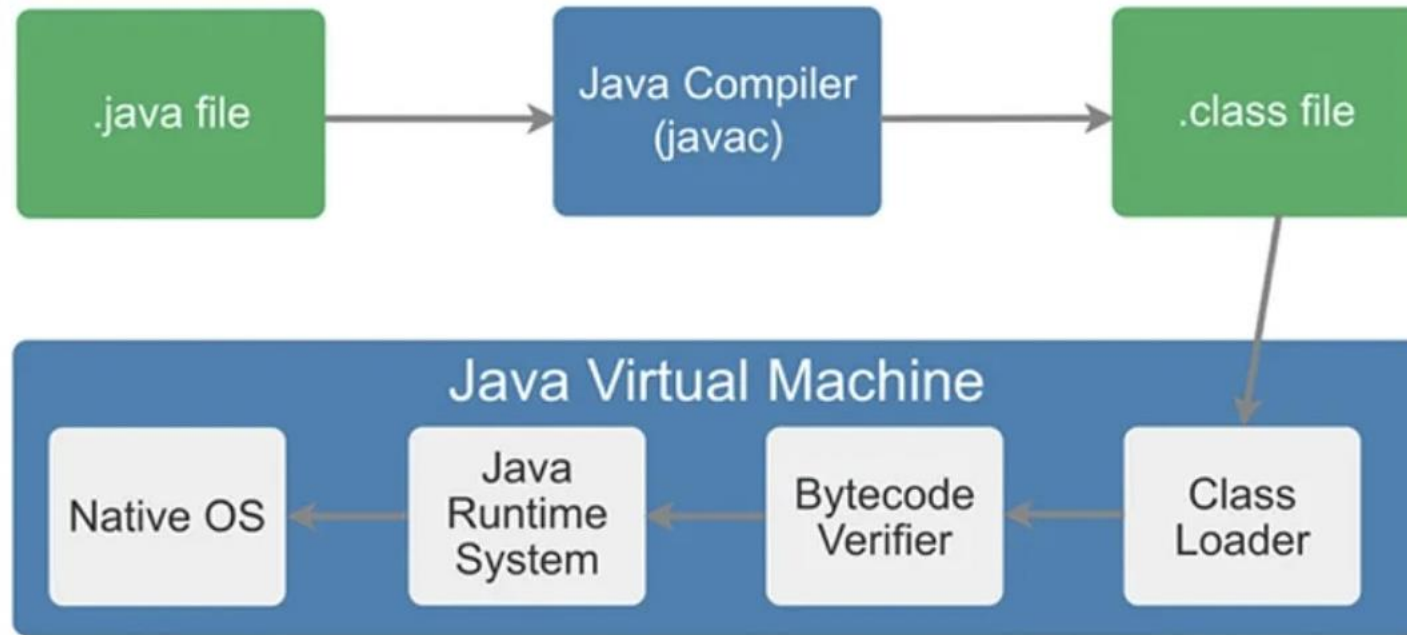 .java file
Java Compiler
(javac)
.class file
Java Virtual Machine
Native OS
Java
Runtime
System
Bytecode
Verifier
Class
Loader